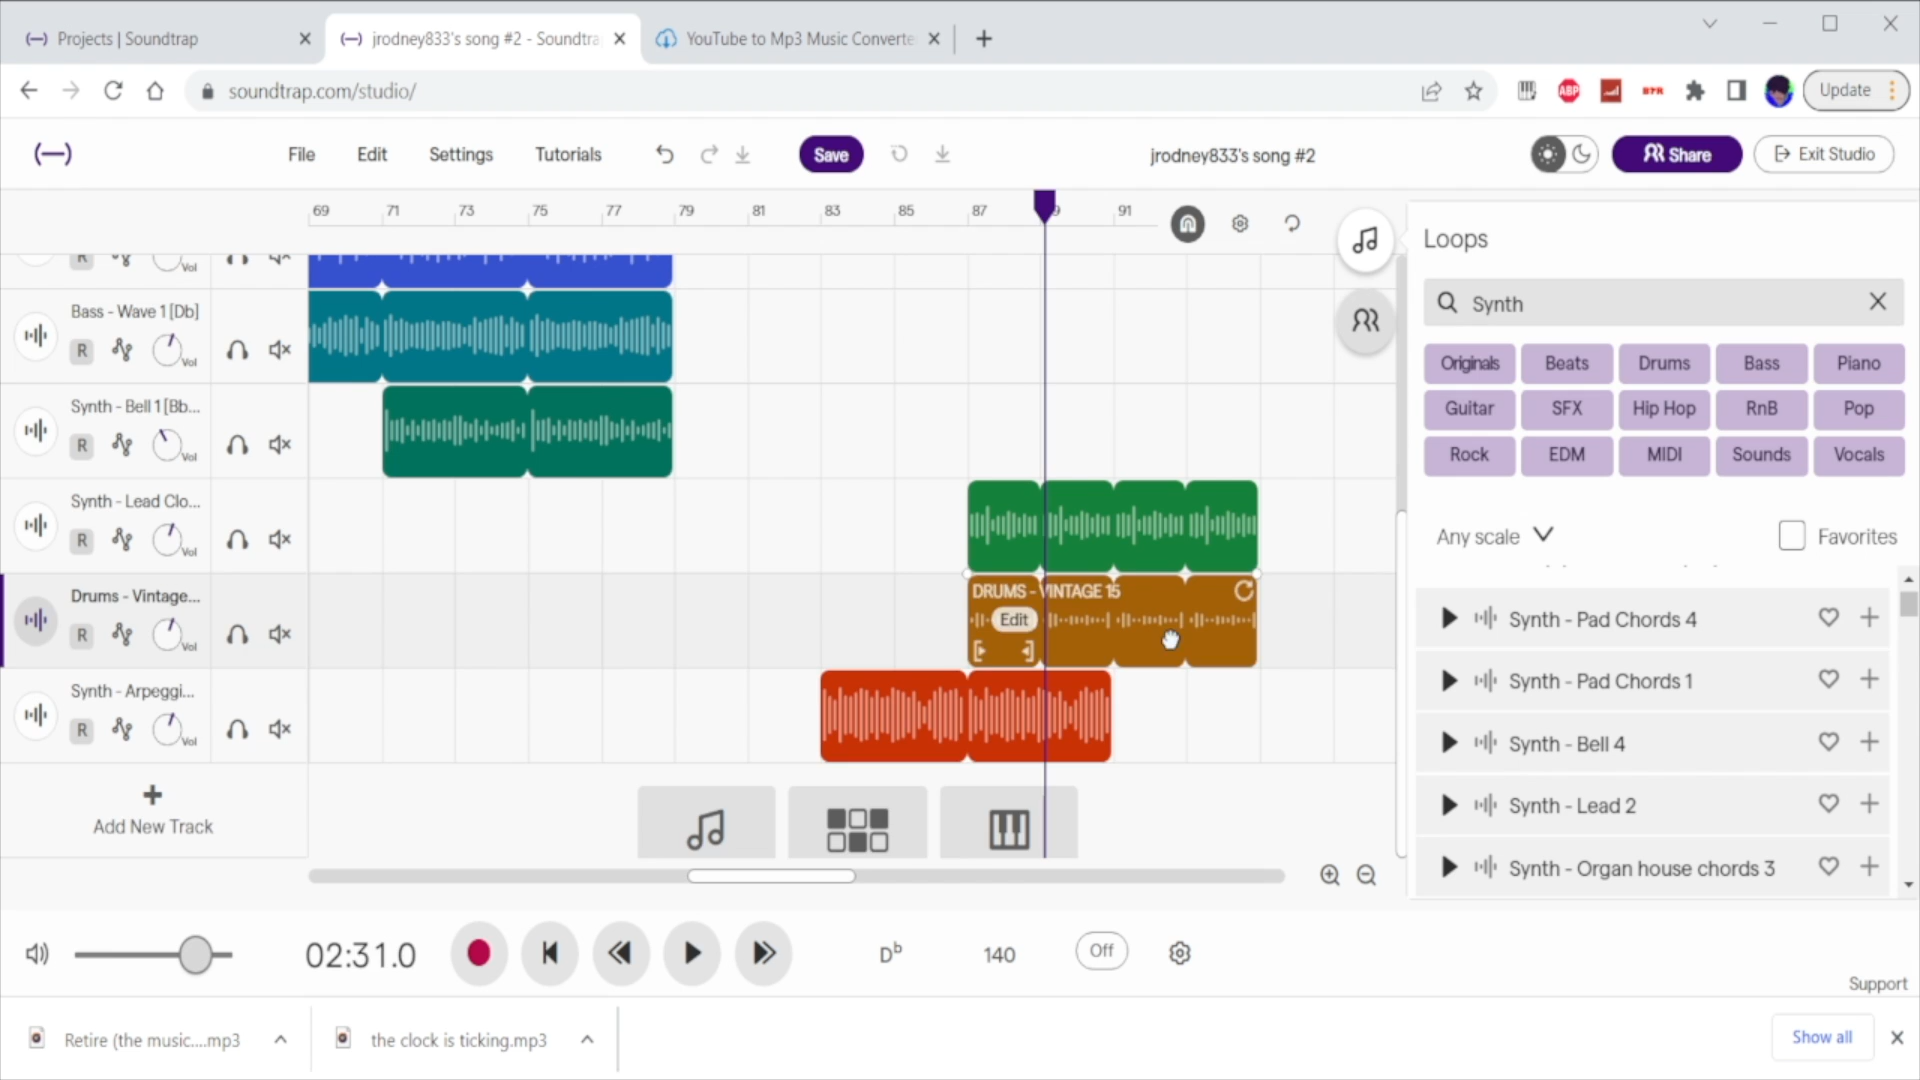 Projects | Soundtrap
jrodney833's song #2 - Soundtra
YouTube to Mp3 Music Converte
soundtrap.com/studio/
ABP
Update
File
Edit
Settings
Tutorials
Save
jrodney833's song #2
Share
Exit Studio
69
71
73
75
77
79
81
83
85
87
9
91
R
Vol
Bass - Wave 1 [Db]
R
Vol
Synth - Bell 1 [Bb...
R
Vol
Synth - Lead Clo...
R
Vol
Drums - Vintage...
R
Vol
DRUMS - VINTAGE 15
Edit
Synth - Arpeggi...
R
Vol
Add New Track
Loops
Synth
Originals
Beats
Drums
Bass
Piano
Guitar
SFX
Hip Hop
RnB
Pop
Rock
EDM
MIDI
Sounds
Vocals
Any scale
Favorites
Synth - Pad Chords 4
Synth - Pad Chords 1
Synth - Bell 4
Synth - Lead 2
Synth - Organ house chords 3
02:31.0
Db
140
Off
Support
Retire (the music....mp3
the clock is ticking.mp3
Show all